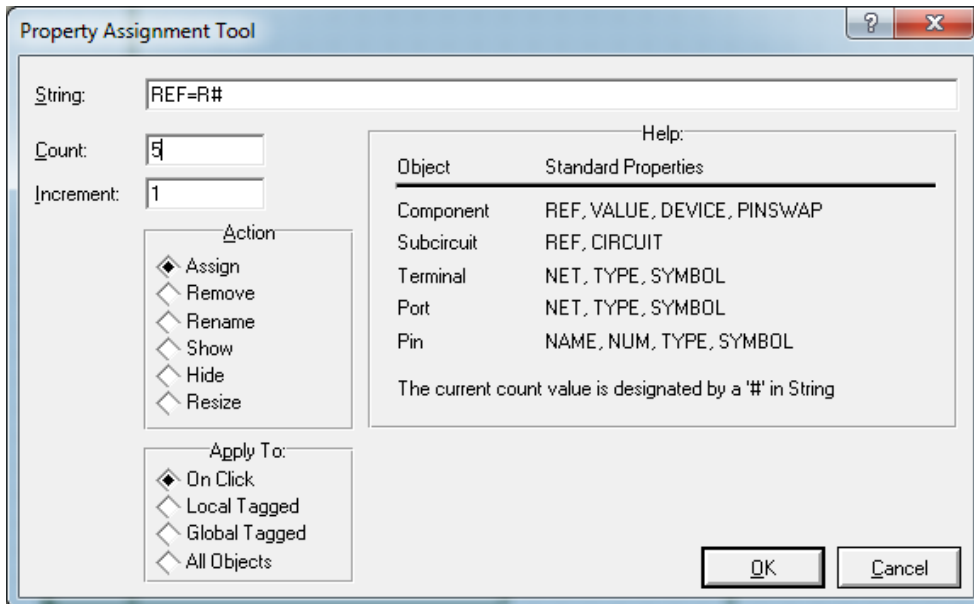 Property Assignment Tool
?
X
String:
REF=R#
Count:
5
Increment:
1
Action
Assign
Remove
Rename
Show
Hide
Resize
Apply To:
On Click
Local Tagged
Global Tagged
All Objects
Help:
Object Standard Properties
Component REF, VALUE, DEVICE, PINSWAP
Subcircuit REF, CIRCUIT
Terminal NET, TYPE, SYMBOL
Port NET, TYPE, SYMBOL
Pin NAME, NUM, TYPE, SYMBOL
The current count value is designated by a '#' in String
OK
Cancel